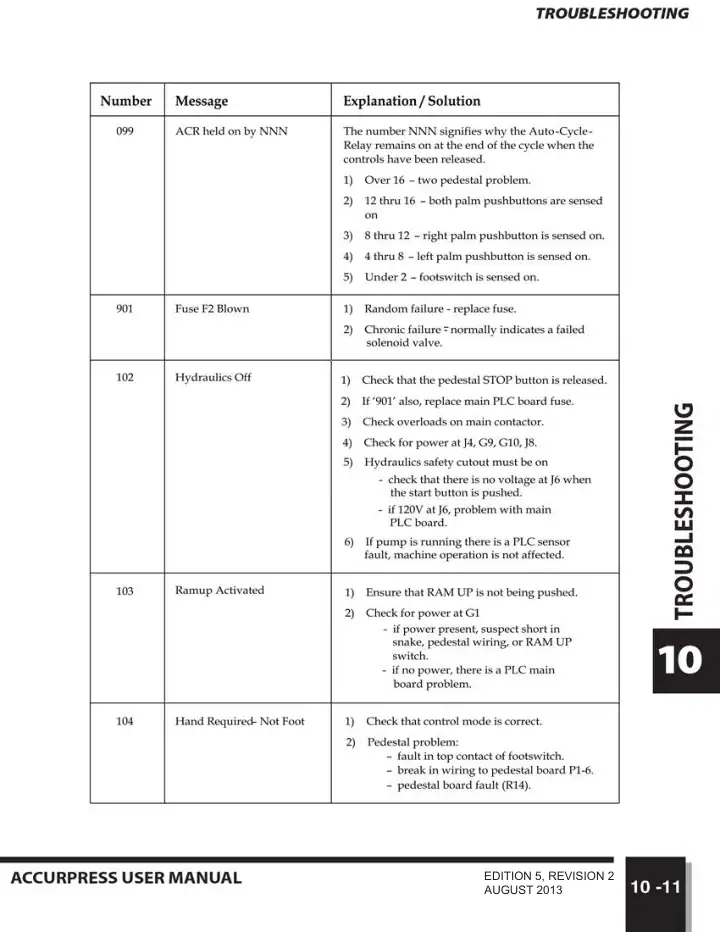 TROUBLESHOOTING
Number Message Explanation / Solution
099 ACR held on by NNN The number NNN signifies why the Auto-Cycle-
Relay remains on at the end of the cycle when the
controls have been released.
1) Over 16 – two pedestal problem.
2) 12 thru 16 – both palm pushbuttons are sensed
on
3) 8 thru 12 – right palm pushbutton is sensed on.
4) 4 thru 8 – left palm pushbutton is sensed on.
5) Under 2 – footswitch is sensed on.
901 Fuse F2 Blown 1) Random failure - replace fuse.
2) Chronic failure - normally indicates a failed
solenoid valve.
102 Hydraulics Off 1) Check that the pedestal STOP button is released.
2) If ‘901’ also, replace main PLC board fuse.
3) Check overloads on main contactor.
4) Check for power at J4, G9, G10, J8.
5) Hydraulics safety cutout must be on
- check that there is no voltage at J6 when
the start button is pushed.
- if 120V at J6, problem with main
PLC board.
6) If pump is running there is a PLC sensor
fault, machine operation is not affected.
103 Ramup Activated 1) Ensure that RAM UP is not being pushed.
2) Check for power at G1
- if power present, suspect short in
snake, pedestal wiring, or RAM UP
switch.
- if no power, there is a PLC main
board problem.
104 Hand Required- Not Foot 1) Check that control mode is correct.
2) Pedestal problem:
– fault in top contact of footswitch.
– break in wiring to pedestal board P1-6.
– pedestal board fault (R14).
TROUBLESHOOTING
10
ACCURPRESS USER MANUAL
EDITION 5, REVISION 2
AUGUST 2013
10 -11